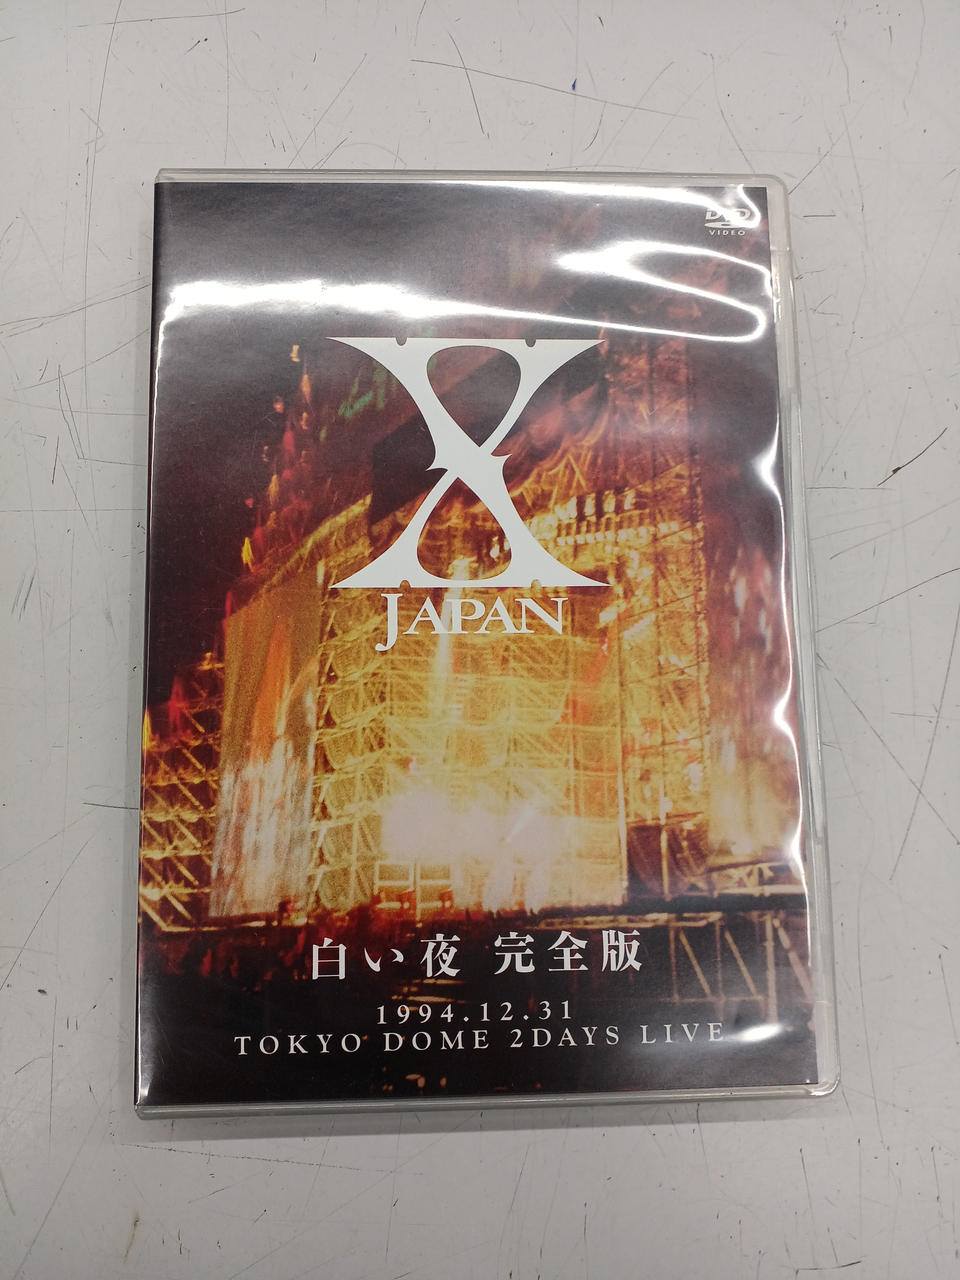 DVD
VIDEO
X
JAPAN
白い夜 完全版
1994.12.31
TOKYO DOME 2DAYS LIVE